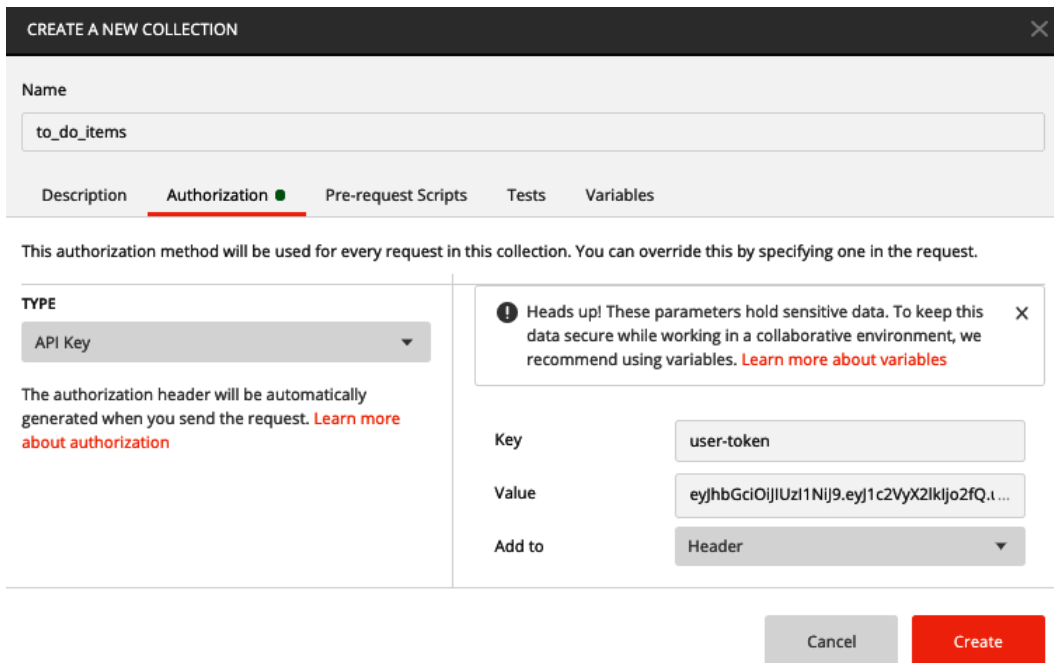 CREATE A NEW COLLECTION
Name
to_do_items
Description Authorization Pre-request Scripts Tests Variables
This authorization method will be used for every request in this collection. You can override this by specifying one in the request.
TYPE
API Key
The authorization header will be automatically
generated when you send the request. Learn more
about authorization
Heads up! These parameters hold sensitive data. To keep this
data secure while working in a collaborative environment, we
recommend using variables. Learn more about variables
Key user-token
Value eyJhbGciOiJIUzI1NiJ9.eyJ1c2VyX2lkIjo2fQ.ι...
Add to Header
Cancel Create